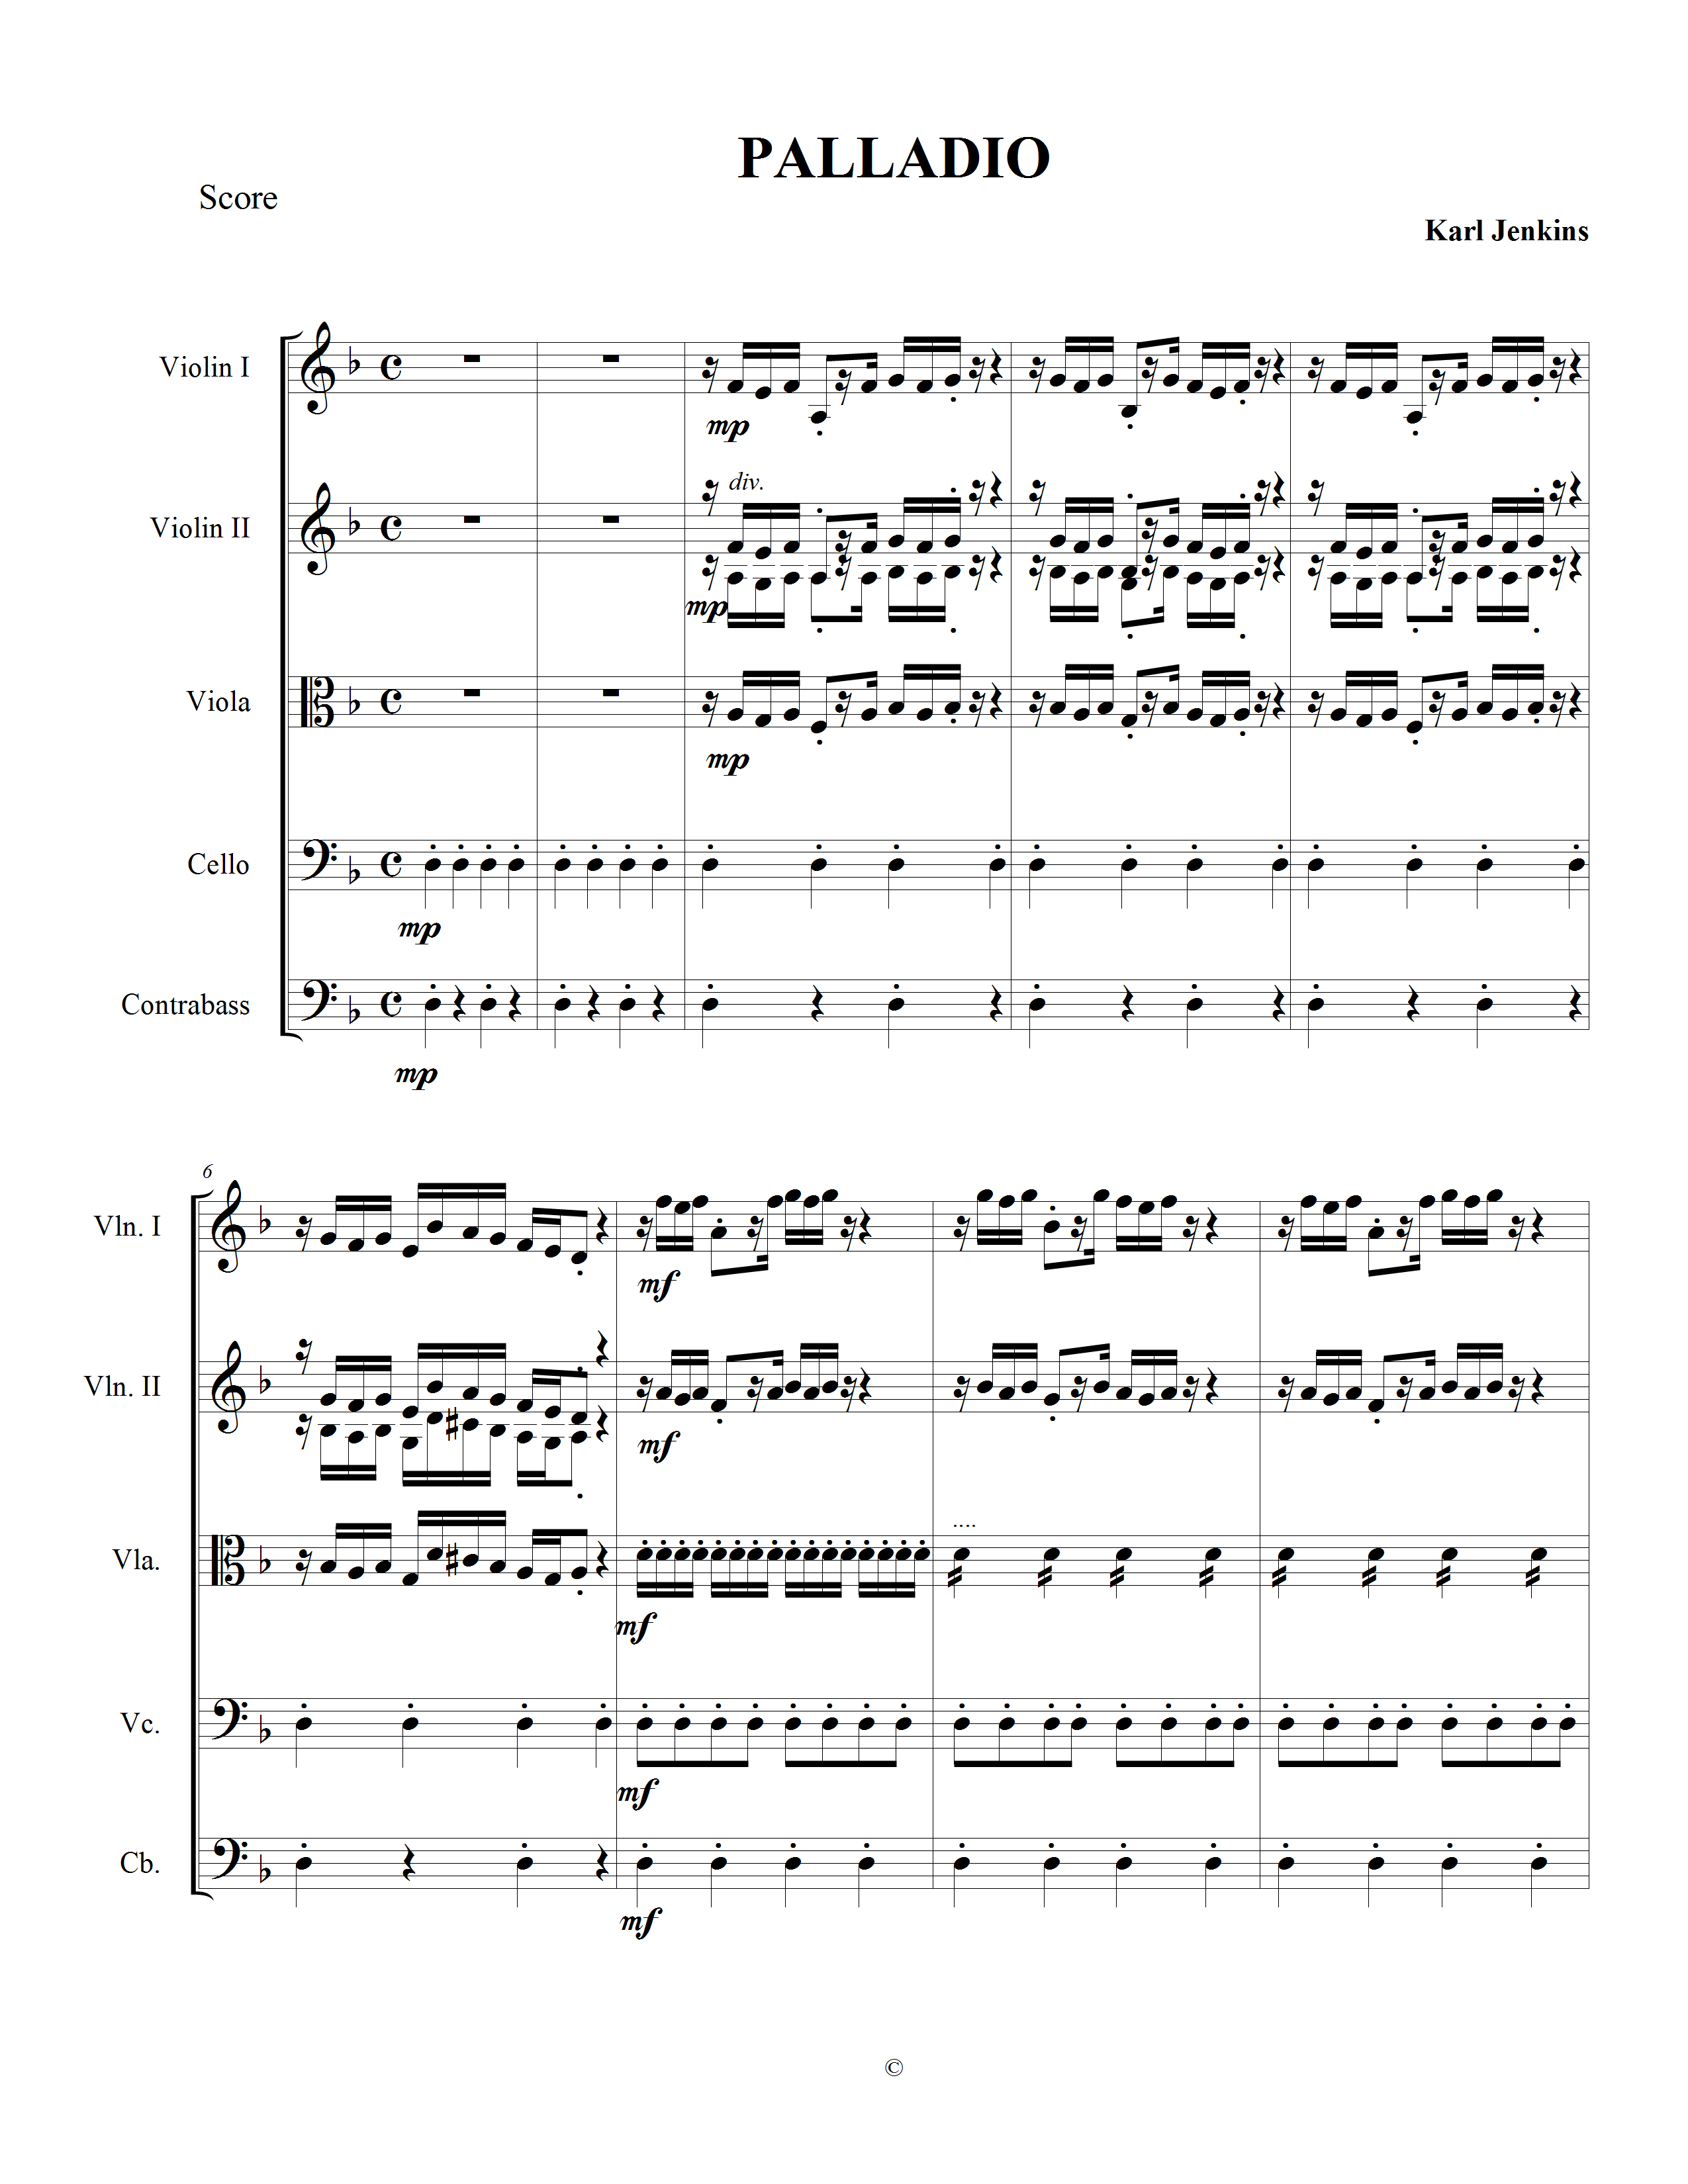 PALLADIO
Score
Karl Jenkins
Violin I
mp
div.
Violin II
mp
Viola
mp
Cello
mp
Contrabass
mp
6
Vln. I
mf
Vln. II
mf
....
Vla.
mf
Vc.
mf
Cb.
mf
©